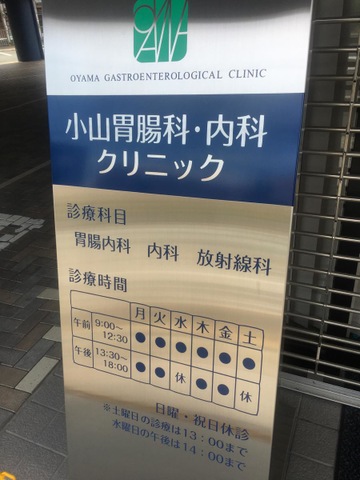 OYAMA
OYAMA GASTROENTEROLOGICAL CLINIC
小山胃腸科・内科
クリニック
診療科目
胃腸内科 内科 放射線科
診療時間
月 火 水 木 金 土
午前 9:00～12:30 ● ● ● ● ● ●
午後 13:30～18:00 ● ● 休 ● ● 休
日曜・祝日休診
※土曜日の診療は13：00まで
水曜日の午後は14：00まで